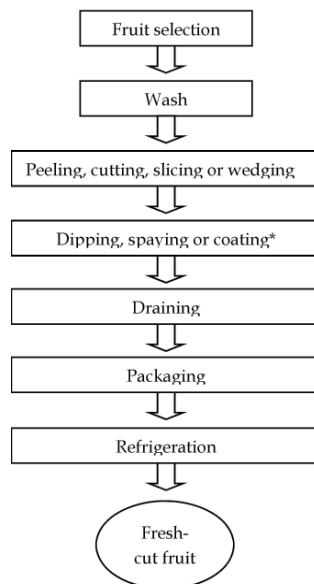 Fruit selection
Wash
Peeling, cutting, slicing or wedging
Dipping, spaying or coating*
Draining
Packaging
Refrigeration
Fresh-
cut fruit